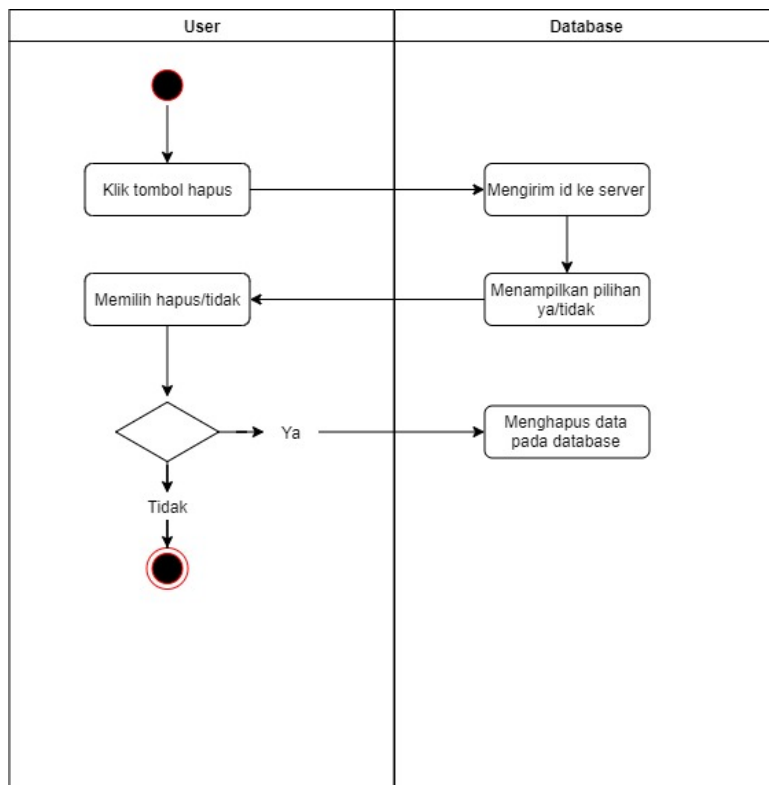 User
Database
Klik tombol hapus
Mengirim id ke server
Memilih hapus/tidak
Menampilkan pilihan
ya/tidak
Ya
Menghapus data
pada database
Tidak